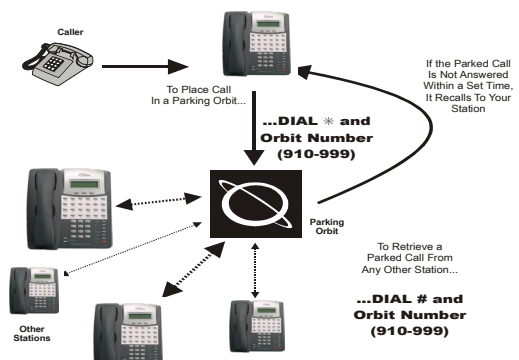 Caller
To Place Call
In a Parking Orbit...
If the Parked Call
Is Not Answered
Within a Set Time,
It Recalls To Your
Station
...DIAL ✳ and
Orbit Number
(910-999)
Parking
Orbit
To Retrieve a
Parked Call From
Any Other Station...
...DIAL # and
Orbit Number
(910-999)
Other
Stations